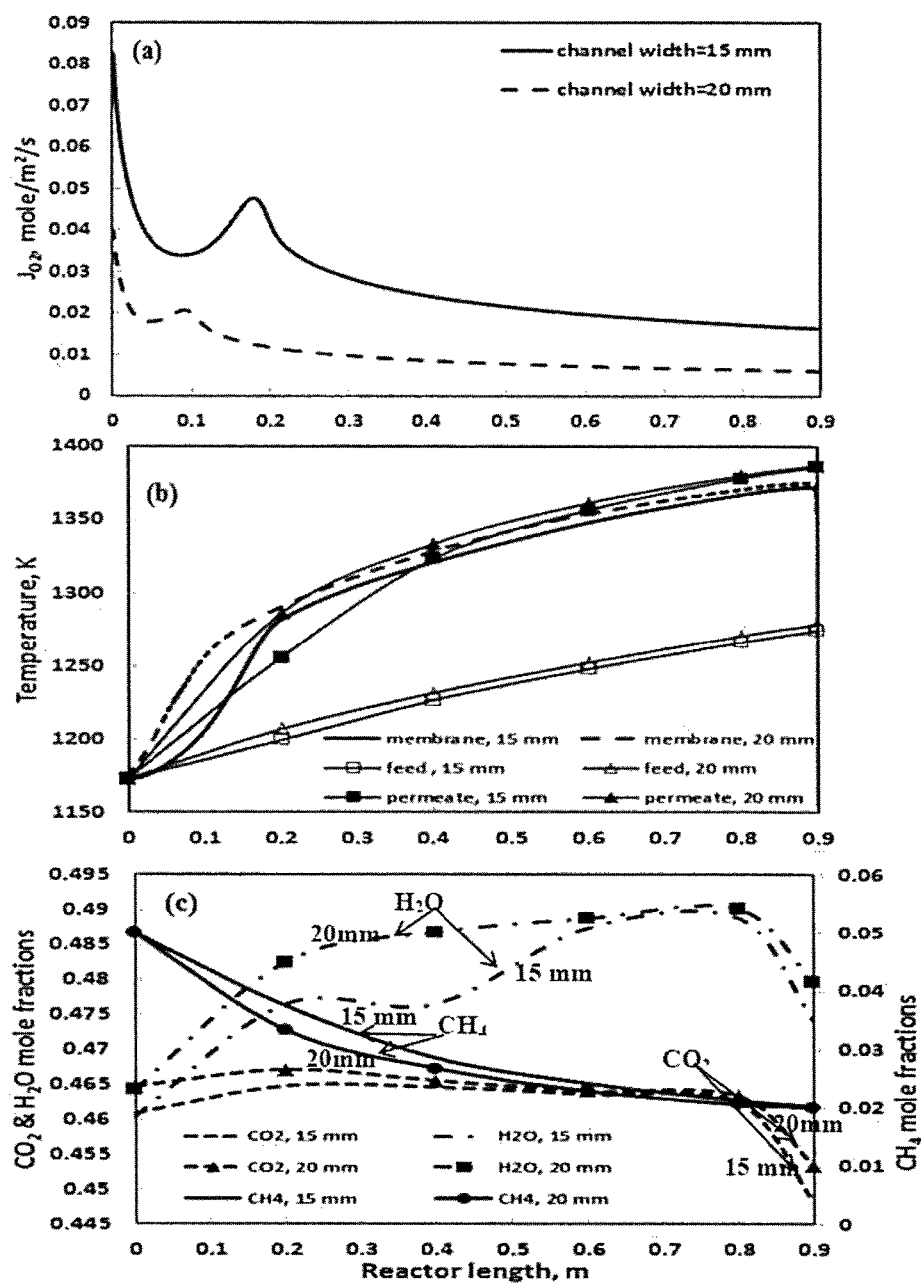 0.09
(a)
channel width=15 mm
0.08
channel width=20 mm
0.07
0.06
0.05
0.04
0.03
0.02
0.01
0
J₀₂, mole/m²/s
0 0.1 0.2 0.3 0.4 0.5 0.6 0.7 0.8 0.9
1400
(b)
1350
1300
1250
1200
1150
Temperature, K
membrane, 15 mm
membrane, 20 mm
feed , 15 mm
feed, 20 mm
permeate, 15 mm
permeate, 20 mm
0 0.1 0.2 0.3 0.4 0.5 0.6 0.7 0.8 0.9
0.495
0.49
0.485
0.48
0.475
0.47
0.465
0.46
0.455
0.45
0.445
CO₂ & H₂O mole fractions
(c)
H₂O
20mm
15 mm
15 mm
CH₄
20mm
CO₂
20mm
15 mm
CO2, 15 mm
H2O, 15 mm
CO2, 20 mm
H2O, 20 mm
CH4, 15 mm
CH4, 20 mm
0.06
0.05
0.04
0.03
0.02
0.01
0
CH₄ mole fractions
0 0.1 0.2 0.3 0.4 0.5 0.6 0.7 0.8 0.9
Reactor length, m